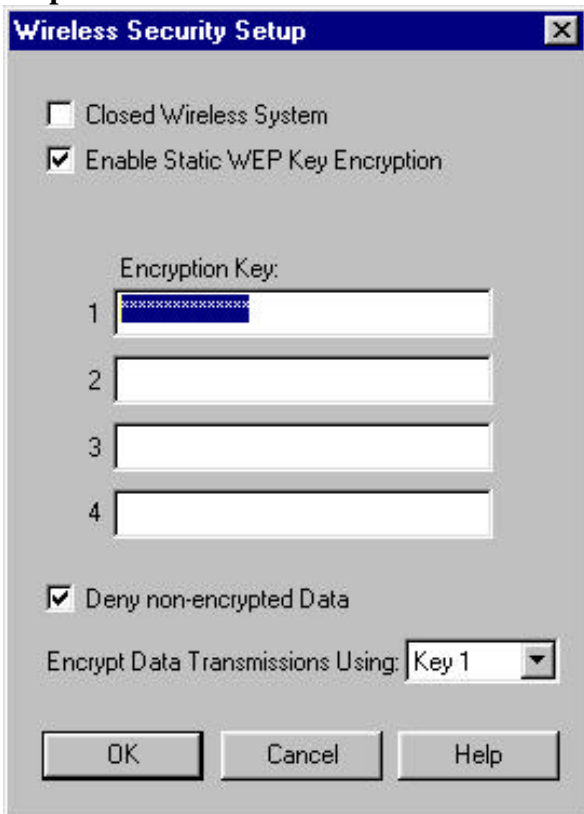 Wireless Security Setup
Closed Wireless System
Enable Static WEP Key Encryption
Encryption Key:
1 ***************
2
3
4
Deny non-encrypted Data
Encrypt Data Transmissions Using: Key 1
OK Cancel Help